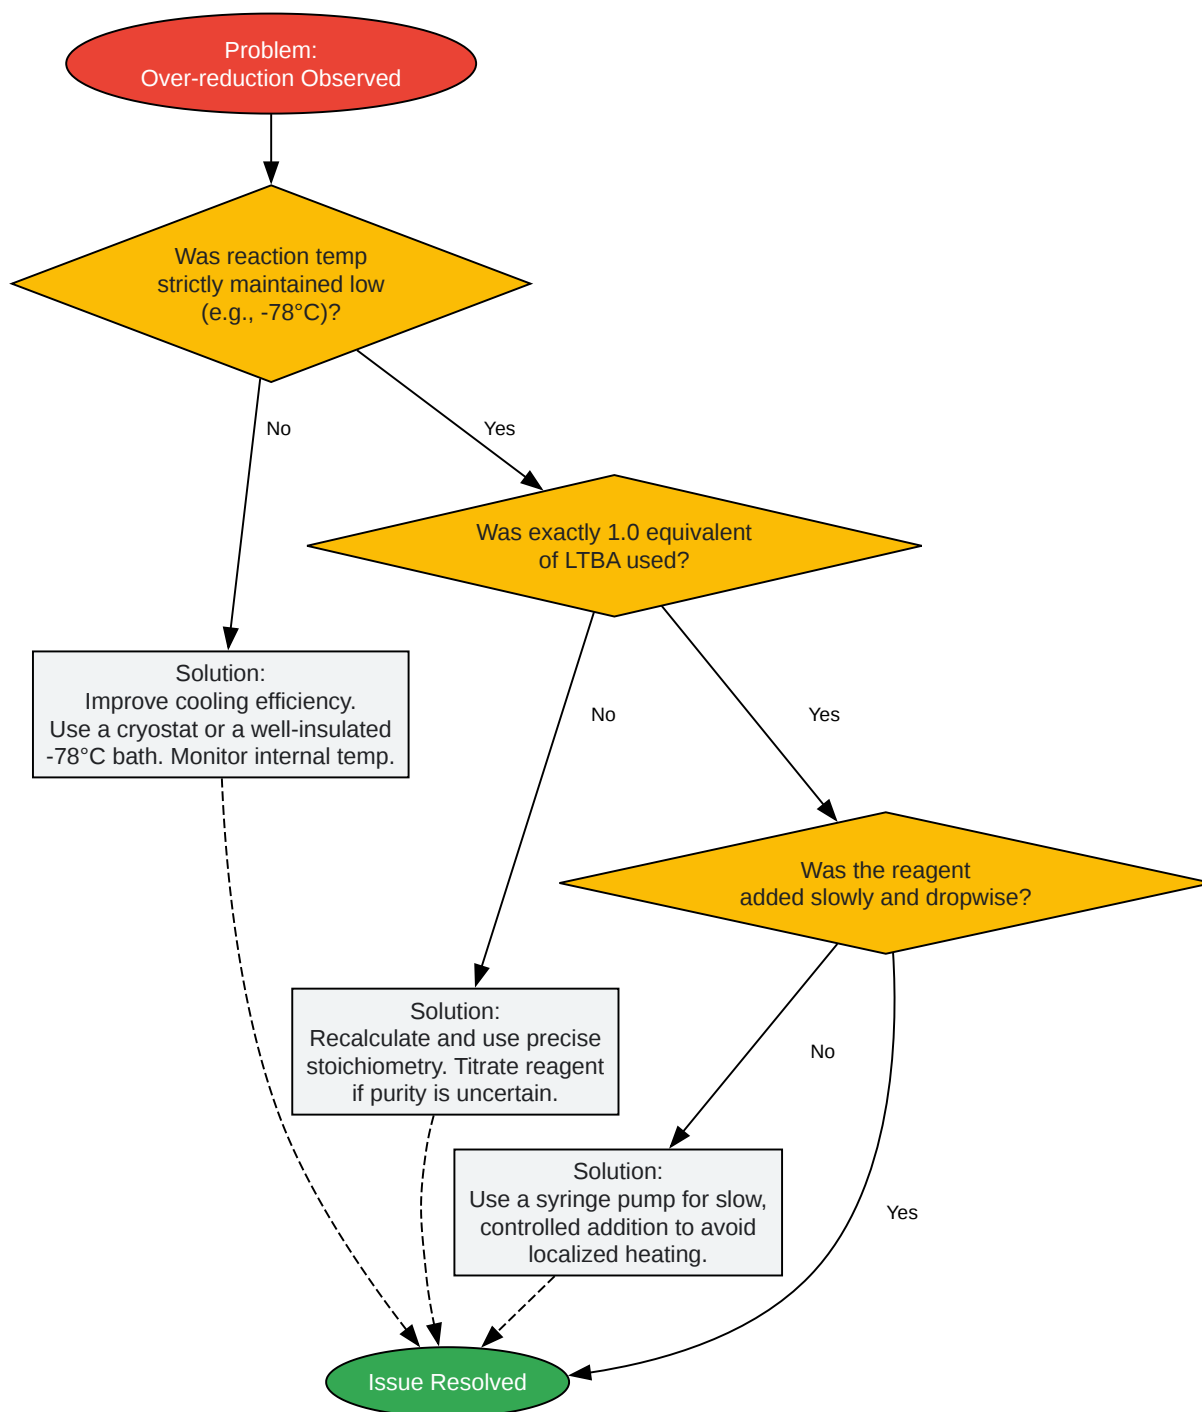 Problem:
Over-reduction Observed
Was reaction temp
strictly maintained low
(e.g., -78°C)?
No
Yes
Was exactly 1.0 equivalent
of LTBA used?
Solution:
Improve cooling efficiency.
Use a cryostat or a well-insulated
-78°C bath. Monitor internal temp.
No
Yes
Was the reagent
added slowly and dropwise?
Solution:
Recalculate and use precise
stoichiometry. Titrate reagent
if purity is uncertain.
No
Solution:
Use a syringe pump for slow,
controlled addition to avoid
localized heating.
Yes
Issue Resolved